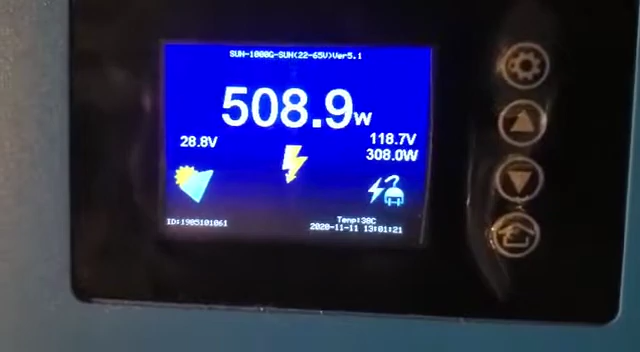 SUN-1000G-SUN(22-65V)Ver5.1
508.9W
28.8V
118.7V
308.0W
ID:1905101061
Temp:38C
2020-11-11 13:01:21